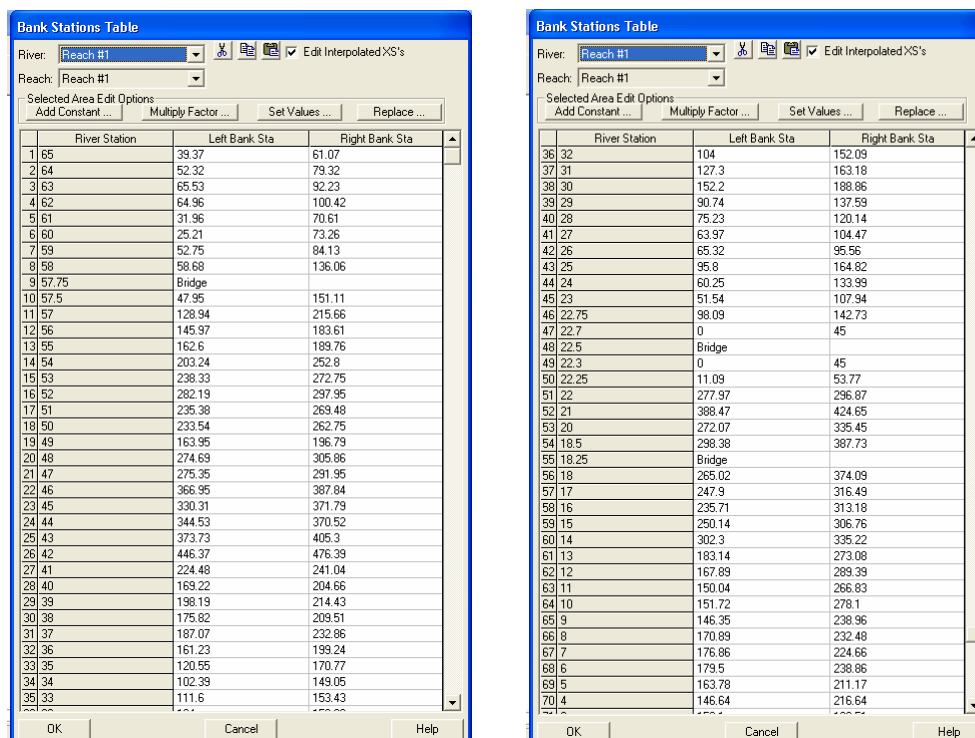 Bank Stations Table
River: Reach #1 Edit Interpolated XS's
Reach: Reach #1
Selected Area Edit Options
Add Constant ... Multiply Factor ... Set Values ... Replace ...
River Station Left Bank Sta Right Bank Sta
1 65 39.37 61.07
2 64 52.32 79.32
3 63 65.53 92.23
4 62 64.96 100.42
5 61 31.96 70.61
6 60 25.21 73.26
7 59 52.75 84.13
8 58 58.68 136.06
9 57.75 Bridge
10 57.5 47.95 151.11
11 57 128.94 215.66
12 56 145.97 183.61
13 55 162.6 189.76
14 54 203.24 252.8
15 53 238.33 272.75
16 52 282.19 297.95
17 51 235.38 269.48
18 50 233.54 262.75
19 49 163.95 196.79
20 48 274.69 305.86
21 47 275.35 291.95
22 46 366.95 387.84
23 45 330.31 371.79
24 44 344.53 370.52
25 43 373.73 405.3
26 42 446.37 476.39
27 41 224.48 241.04
28 40 169.22 204.66
29 39 198.19 214.43
30 38 175.82 209.51
31 37 187.07 232.86
32 36 161.23 199.24
33 35 120.55 170.77
34 34 102.39 149.05
35 33 111.6 153.43
OK Cancel Help
Bank Stations Table
River: Reach #1 Edit Interpolated XS's
Reach: Reach #1
Selected Area Edit Options
Add Constant ... Multiply Factor ... Set Values ... Replace ...
River Station Left Bank Sta Right Bank Sta
36 32 104 152.09
37 31 127.3 163.18
38 30 152.2 188.86
39 29 90.74 137.59
40 28 75.23 120.14
41 27 63.97 104.47
42 26 65.32 95.56
43 25 95.8 164.82
44 24 60.25 133.99
45 23 51.54 107.94
46 22.75 98.09 142.73
47 22.7 0 45
48 22.5 Bridge
49 22.3 0 45
50 22.25 11.09 53.77
51 22 277.97 296.87
52 21 388.47 424.65
53 20 272.07 335.45
54 18.5 298.38 387.73
55 18.25 Bridge
56 18 265.02 374.09
57 17 247.9 316.49
58 16 235.71 313.18
59 15 250.14 306.76
60 14 302.3 335.22
61 13 183.14 273.08
62 12 167.89 289.39
63 11 150.04 266.83
64 10 151.72 278.1
65 9 146.35 238.96
66 8 170.89 232.48
67 7 176.86 224.66
68 6 179.5 238.86
69 5 163.78 211.17
70 4 146.64 216.64
OK Cancel Help